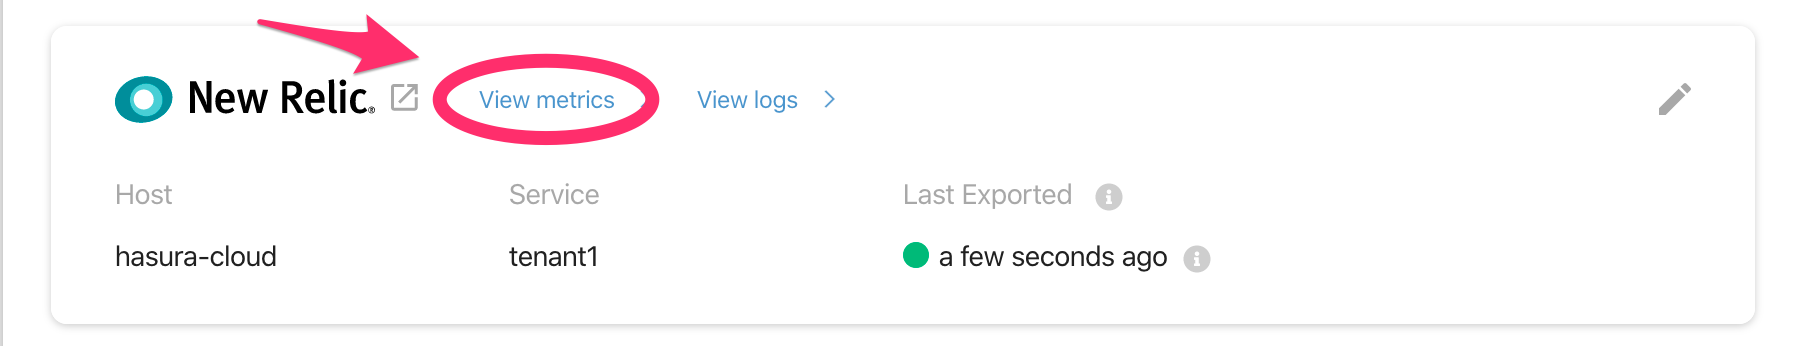 New Relic® View metrics View logs
Host Service Last Exported
hasura-cloud tenant1 a few seconds ago